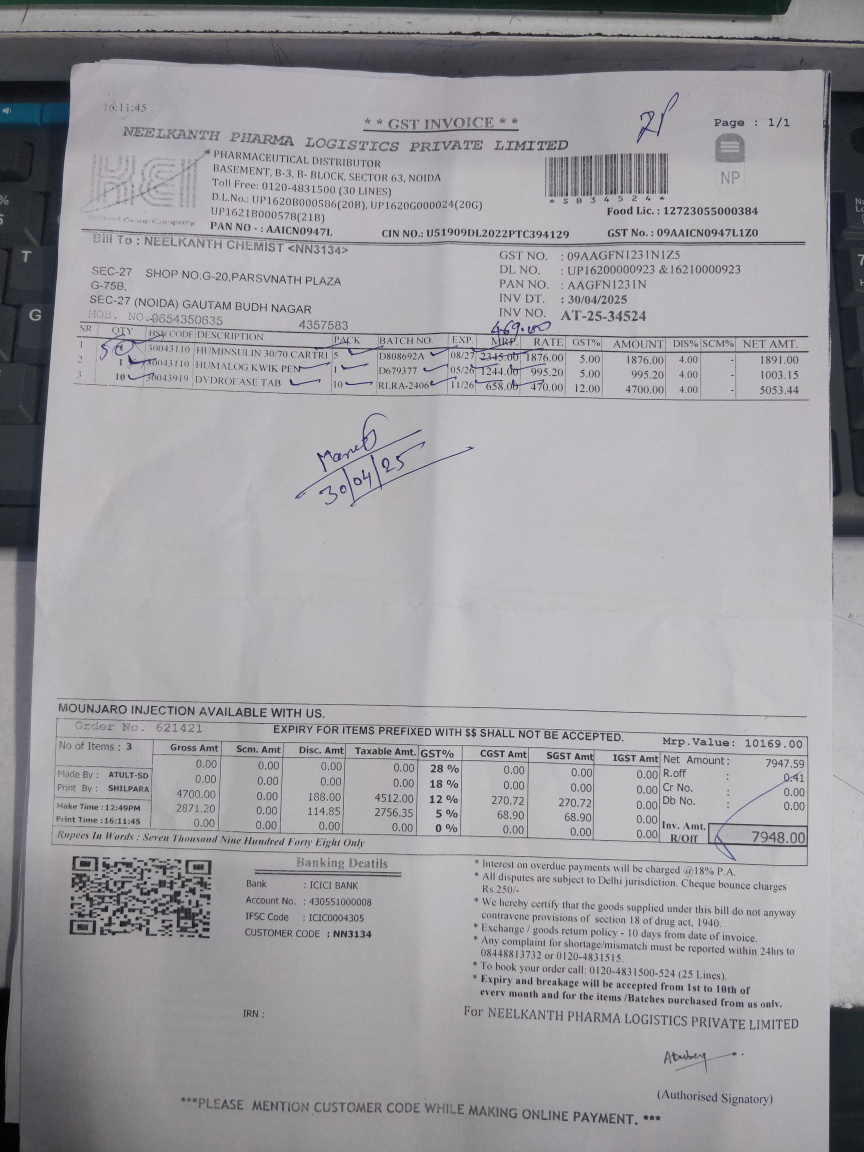 16:11:45
* * GST INVOICE * *
Page : 1/1
NEELKANTH PHARMA LOGISTICS PRIVATE LIMITED
PHARMACEUTICAL DISTRIBUTOR
BASEMENT, B-3, B- BLOCK, SECTOR 63, NOIDA
Toll Free: 0120-4831500 (30 LINES)
D.L.No.: UP1620B000586(20B), UP1620G000024(20G)
UP1621B000578(21B)
PAN NO - : AAICN0947L
CIN NO.: U51909DL2022PTC394129
* S B 3 4 5 2 4 *
NP
Food Lic. : 12723055000384
GST No. : 09AAICN0947L1Z0
Bill To : NEELKANTH CHEMIST <NN3134>
SEC-27 SHOP NO.G-20,PARSVNATH PLAZA
G-75B,
SEC-27 (NOIDA) GAUTAM BUDH NAGAR
MOB. NO.-9654350635 4357583
GST NO. : 09AAGFN1231N1Z5
DL NO. : UP16200000923 &16210000923
PAN NO. : AAGFN1231N
INV DT. : 30/04/2025
INV NO. AT-25-34524
469.00
SR QTY HSN CODE DESCRIPTION PACK BATCH NO. EXP. MRP. RATE GST% AMOUNT DIS% SCM% NET AMT.
1 5 30043110 HUMINSULIN 30/70 CARTRI 5 D808692A 08/27 2345.00 1876.00 5.00 1876.00 4.00 - 1891.00
2 1 30043110 HUMALOG KWIK PEN 1 D679377 05/26 1244.00 995.20 5.00 995.20 4.00 - 1003.15
3 10 30043919 DYDROEASE TAB 10 RLRA-2406 11/26 658.00 470.00 12.00 4700.00 4.00 - 5053.44
30/04/25
MOUNJARO INJECTION AVAILABLE WITH US.
Order No. 621421 EXPIRY FOR ITEMS PREFIXED WITH $$ SHALL NOT BE ACCEPTED. Mrp.Value: 10169.00
No of Items : 3
Made By : ATULT-SD
Print By : SHILPARA
Make Time :12:49PM
Print Time :16:11:45
Gross Amt Scm. Amt Disc. Amt Taxable Amt. GST% CGST Amt SGST Amt IGST Amt
0.00 0.00 0.00 0.00 28 % 0.00 0.00 0.00
0.00 0.00 0.00 0.00 18 % 0.00 0.00 0.00
4700.00 0.00 188.00 4512.00 12 % 270.72 270.72 0.00
2871.20 0.00 114.85 2756.35 5 % 68.90 68.90 0.00
0.00 0.00 0.00 0.00 0 % 0.00 0.00 0.00
Net Amount: 7947.59
R.off : 0.41
Cr No. : 0.00
Db No. : 0.00
Inv. Amt. R/Off 7948.00
Rupees In Words : Seven Thousand Nine Hundred Forty Eight Only
Banking Deatils
Bank : ICICI BANK
Account No. : 430551000008
IFSC Code : ICIC0004305
CUSTOMER CODE : NN3134
* Interest on overdue payments will be charged @18% P.A.
* All disputes are subject to Delhi jurisdiction. Cheque bounce charges
Rs.250/-
* We hereby certify that the goods supplied under this bill do not anyway
contravene provisions of section 18 of drug act, 1940.
* Exchange / goods return policy - 10 days from date of invoice.
* Any complaint for shortage/mismatch must be reported within 24hrs to
08448813732 or 0120-4831515.
* To book your order call: 0120-4831500-524 (25 Lines).
* Expiry and breakage will be accepted from 1st to 10th of
every month and for the items /Batches purchased from us only.
IRN :
For NEELKANTH PHARMA LOGISTICS PRIVATE LIMITED
(Authorised Signatory)
***PLEASE MENTION CUSTOMER CODE WHILE MAKING ONLINE PAYMENT. ***